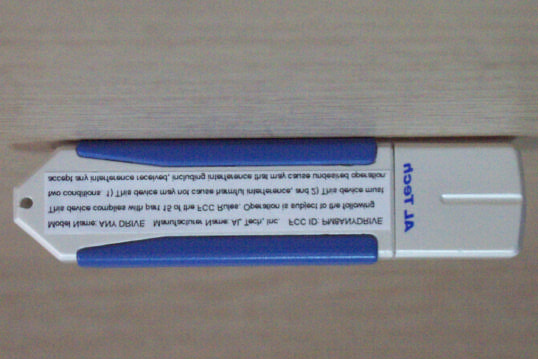 Model Name: ANY DRIVE Manufacturer Name: AL Tech, Inc. FCC ID: PMBANYDRIVE
This device complies with part 15 of the FCC Rules. Operation is subject to the following
two conditions. 1) This device may not cause harmful interference, and 2) This device must
accept any interference received, including interference that may cause undesired operation
AL Tech